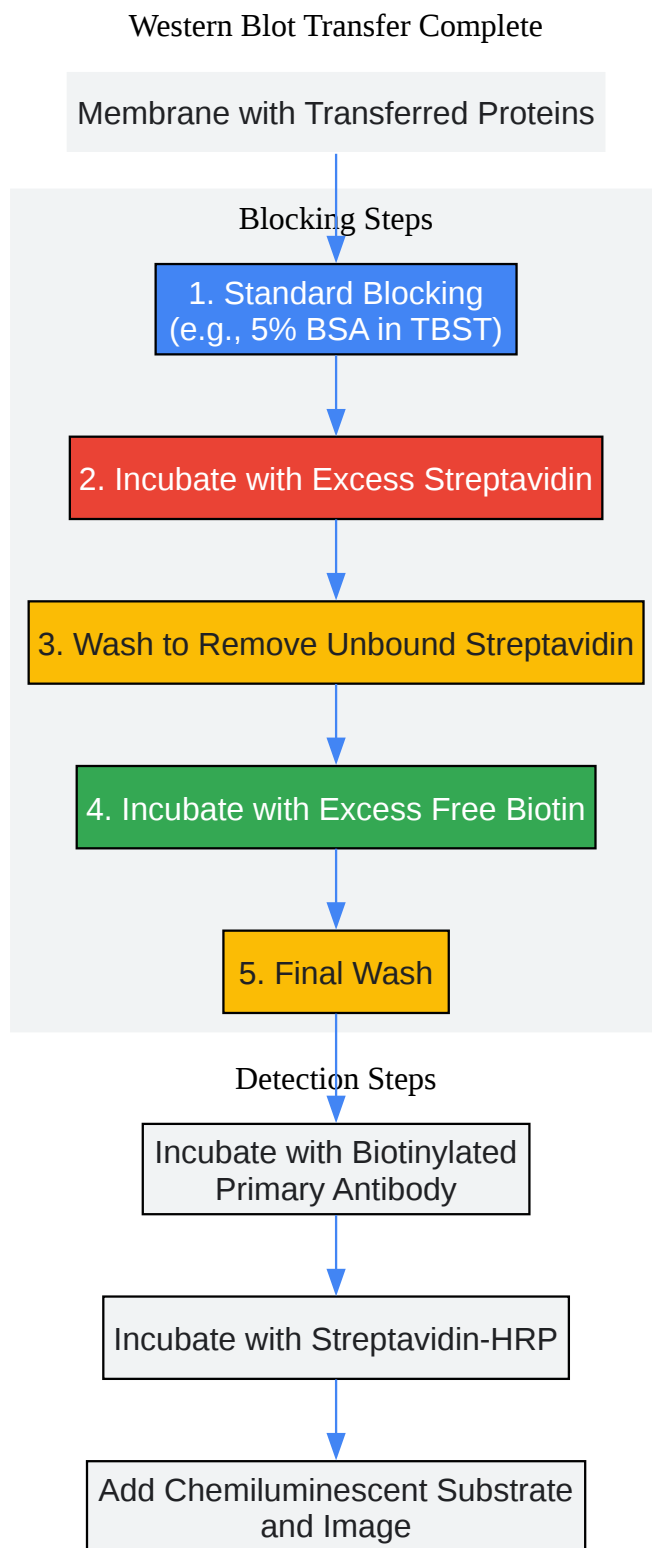 Western Blot Transfer Complete
Membrane with Transferred Proteins
Blocking Steps
1. Standard Blocking
(e.g., 5% BSA in TBST)
2. Incubate with Excess Streptavidin
3. Wash to Remove Unbound Streptavidin
4. Incubate with Excess Free Biotin
5. Final Wash
Detection Steps
Incubate with Biotinylated
Primary Antibody
Incubate with Streptavidin-HRP
Add Chemiluminescent Substrate
and Image